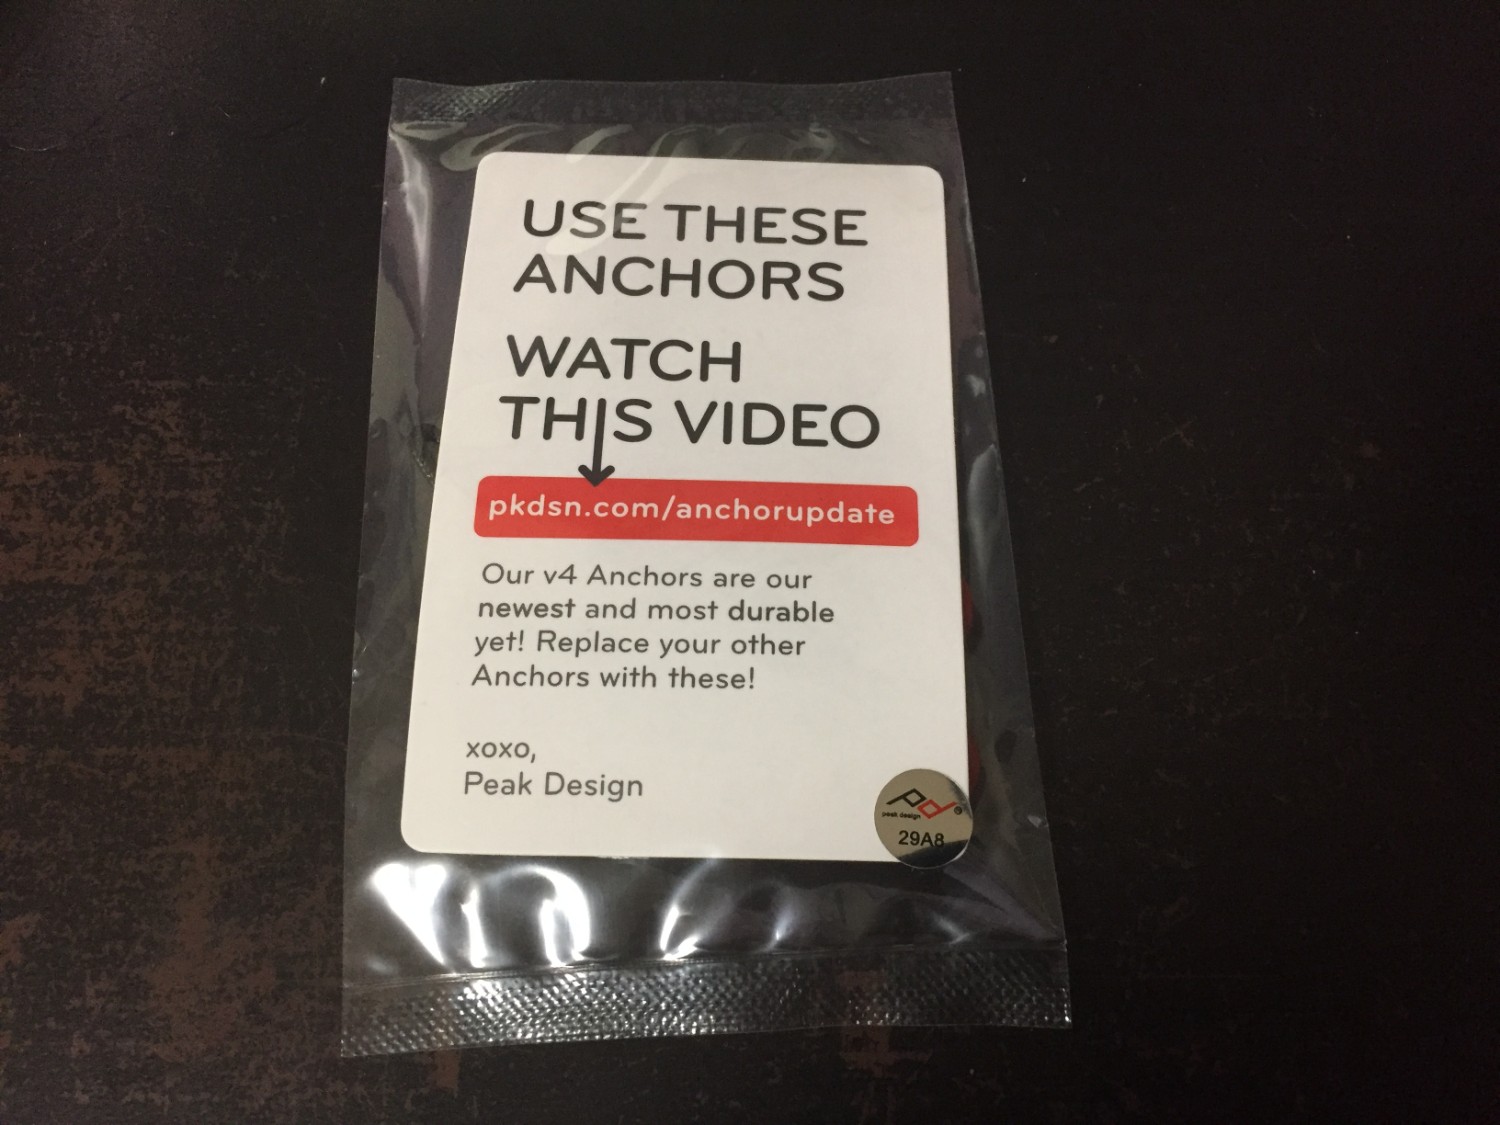 USE THESE
ANCHORS
WATCH
THIS VIDEO
pkdsn.com/anchorupdate
Our v4 Anchors are our
newest and most durable
yet! Replace your other
Anchors with these!
xoxo,
Peak Design
Pd®
peak design
29A8